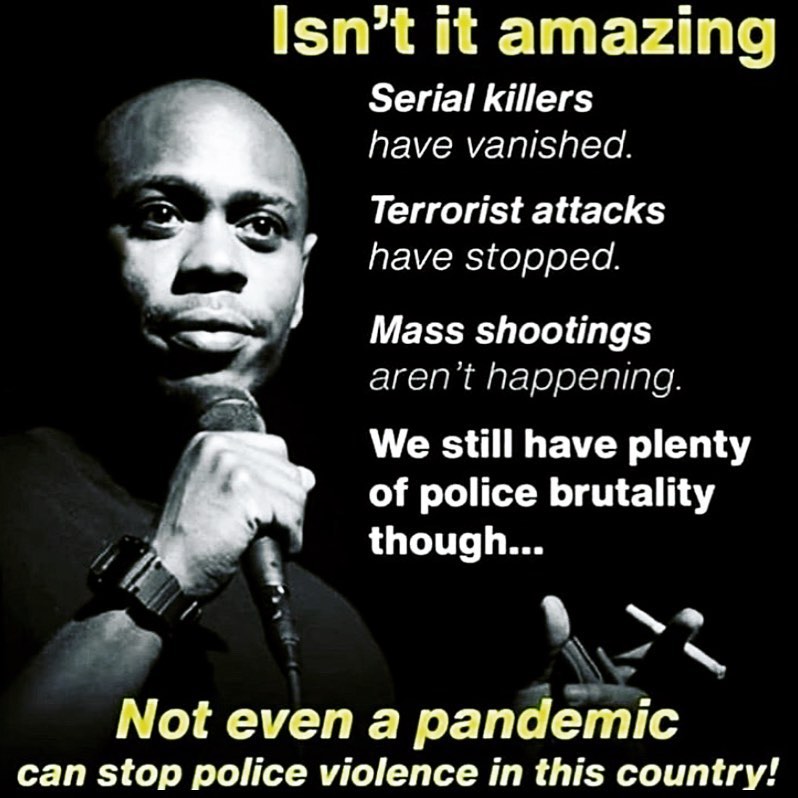 Isn't it amazing
Serial killers
have vanished.
Terrorist attacks
have stopped.
Mass shootings
aren't happening.
We still have plenty
of police brutality
though...
Not even a pandemic
can stop police violence in this country!